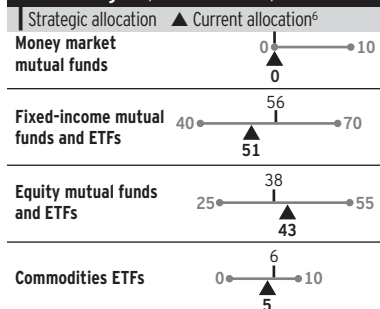 Strategic allocation ▲ Current allocation⁶
Money market
mutual funds
0 10
0
56
Fixed-income mutual
funds and ETFs
40 70
51
38
Equity mutual funds
and ETFs
25 55
43
6
Commodities ETFs
0 10
5